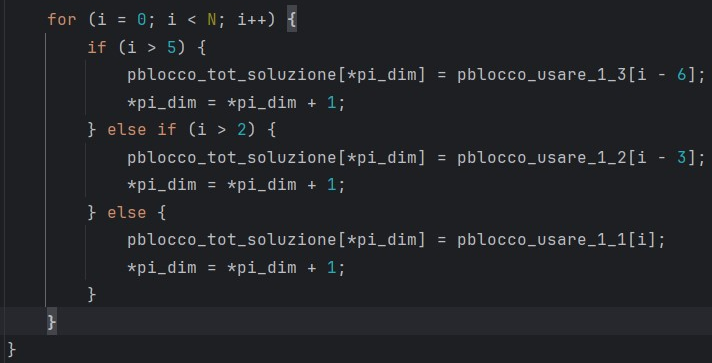 for (i = 0; i < N; i++) {
if (i > 5) {
pblocco_tot_soluzione[*pi_dim] = pblocco_usare_1_3[i - 6];
*pi_dim = *pi_dim + 1;
} else if (i > 2) {
pblocco_tot_soluzione[*pi_dim] = pblocco_usare_1_2[i - 3];
*pi_dim = *pi_dim + 1;
} else {
pblocco_tot_soluzione[*pi_dim] = pblocco_usare_1_1[i];
*pi_dim = *pi_dim + 1;
}
}
}